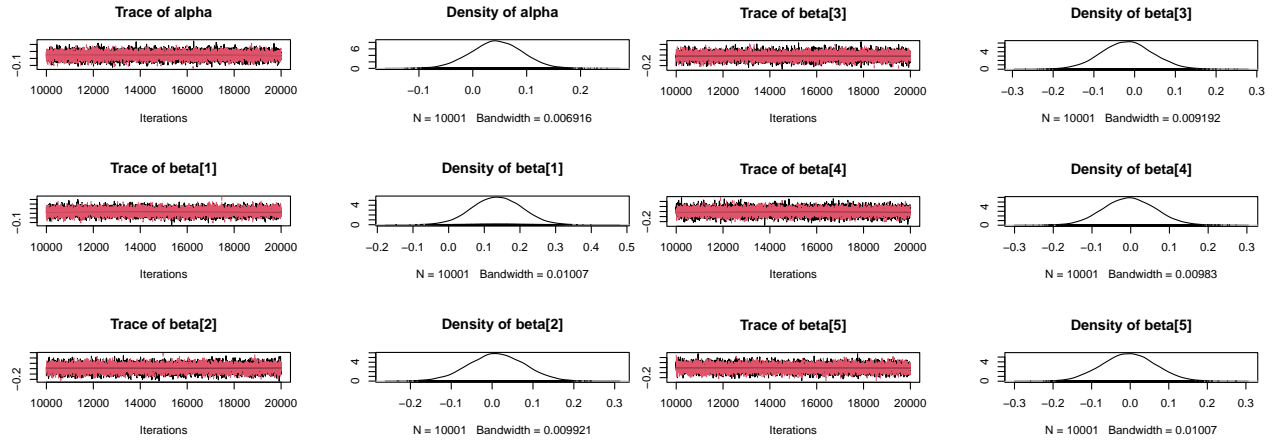 Trace of alpha
−0.1
10000 12000 14000 16000 18000 20000
Iterations
Density of alpha
0 2 4 6
−0.1 0.0 0.1 0.2
N = 10001 Bandwidth = 0.006916
Trace of beta[3]
−0.2
10000 12000 14000 16000 18000 20000
Iterations
Density of beta[3]
0 4
−0.3 −0.2 −0.1 0.0 0.1 0.2 0.3
N = 10001 Bandwidth = 0.009192
Trace of beta[1]
−0.1
10000 12000 14000 16000 18000 20000
Iterations
Density of beta[1]
0 4
−0.2 −0.1 0.0 0.1 0.2 0.3 0.4 0.5
N = 10001 Bandwidth = 0.01007
Trace of beta[4]
−0.2
10000 12000 14000 16000 18000 20000
Iterations
Density of beta[4]
0 4
−0.3 −0.2 −0.1 0.0 0.1 0.2 0.3
N = 10001 Bandwidth = 0.00983
Trace of beta[2]
−0.2
10000 12000 14000 16000 18000 20000
Iterations
Density of beta[2]
0 4
−0.2 −0.1 0.0 0.1 0.2 0.3
N = 10001 Bandwidth = 0.009921
Trace of beta[5]
−0.2
10000 12000 14000 16000 18000 20000
Iterations
Density of beta[5]
0 4
−0.3 −0.2 −0.1 0.0 0.1 0.2 0.3
N = 10001 Bandwidth = 0.01007